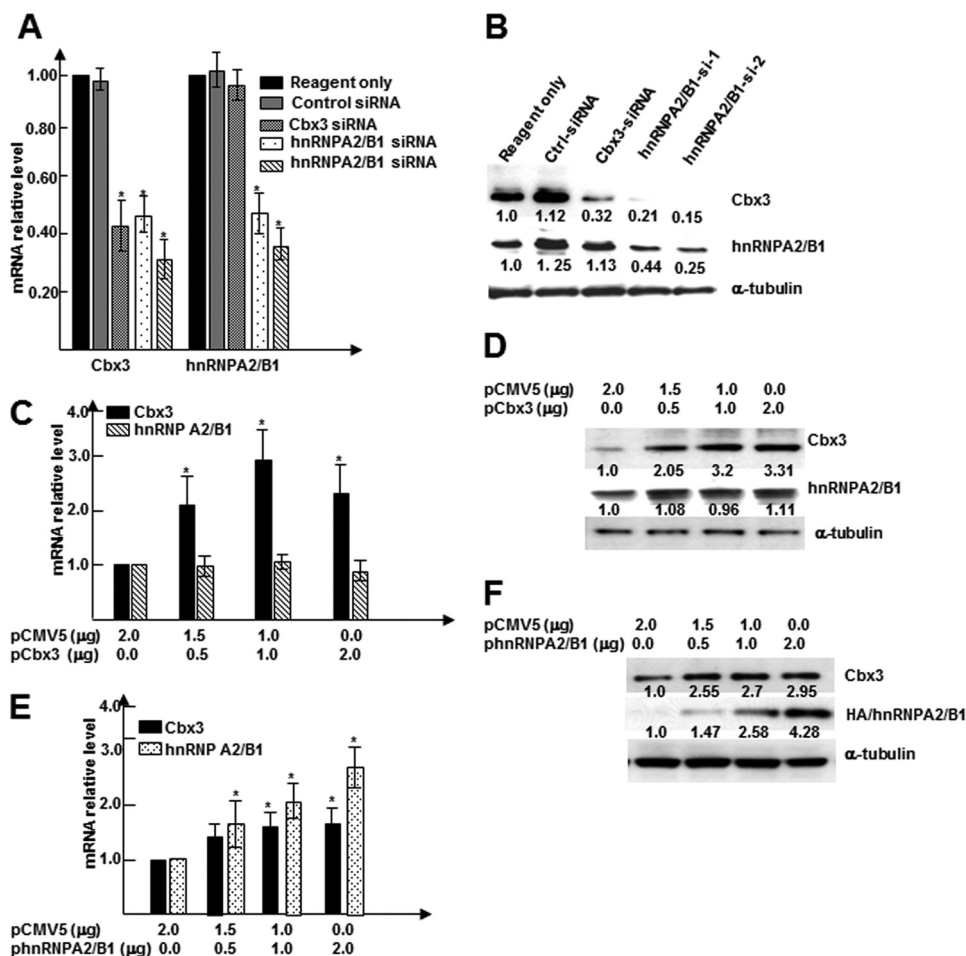 A
mRNA relative level
1.00
0.80
0.60
0.40
0.20
* * *
* *
Cbx3 hnRNPA2/B1
Reagent only
Control siRNA
Cbx3 siRNA
hnRNPA2/B1 siRNA
hnRNPA2/B1 siRNA
B
Reagent only
Ctrl-siRNA
Cbx3-siRNA
hnRNPA2/B1-si-1
hnRNPA2/B1-si-2
Cbx3
1.0 1.12 0.32 0.21 0.15
hnRNPA2/B1
1.0 1. 25 1.13 0.44 0.25
α-tubulin
C
mRNA relative level
4.0
3.0
2.0
1.0
Cbx3
hnRNP A2/B1
* * *
pCMV5 (µg) 2.0 1.5 1.0 0.0
pCbx3 (µg) 0.0 0.5 1.0 2.0
D
pCMV5 (µg) 2.0 1.5 1.0 0.0
pCbx3 (µg) 0.0 0.5 1.0 2.0
Cbx3
1.0 2.05 3.2 3.31
hnRNPA2/B1
1.0 1.08 0.96 1.11
α-tubulin
E
mRNA relative level
4.0
3.0
2.0
1.0
Cbx3
hnRNP A2/B1
* * * * *
pCMV5 (µg) 2.0 1.5 1.0 0.0
phnRNPA2/B1 (µg) 0.0 0.5 1.0 2.0
F
pCMV5 (µg) 2.0 1.5 1.0 0.0
phnRNPA2/B1 (µg) 0.0 0.5 1.0 2.0
Cbx3
1.0 2.55 2.7 2.95
HA/hnRNPA2/B1
1.0 1.47 2.58 4.28
α-tubulin